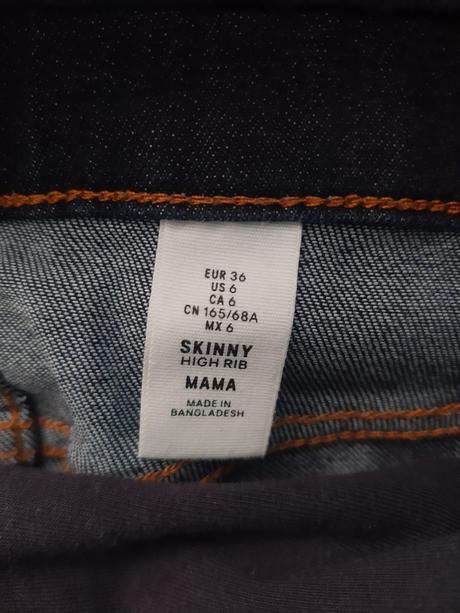 EUR 36
US 6
CA 6
CN 165/68A
MX 6
SKINNY
HIGH RIB
MAMA
MADE IN
BANGLADESH